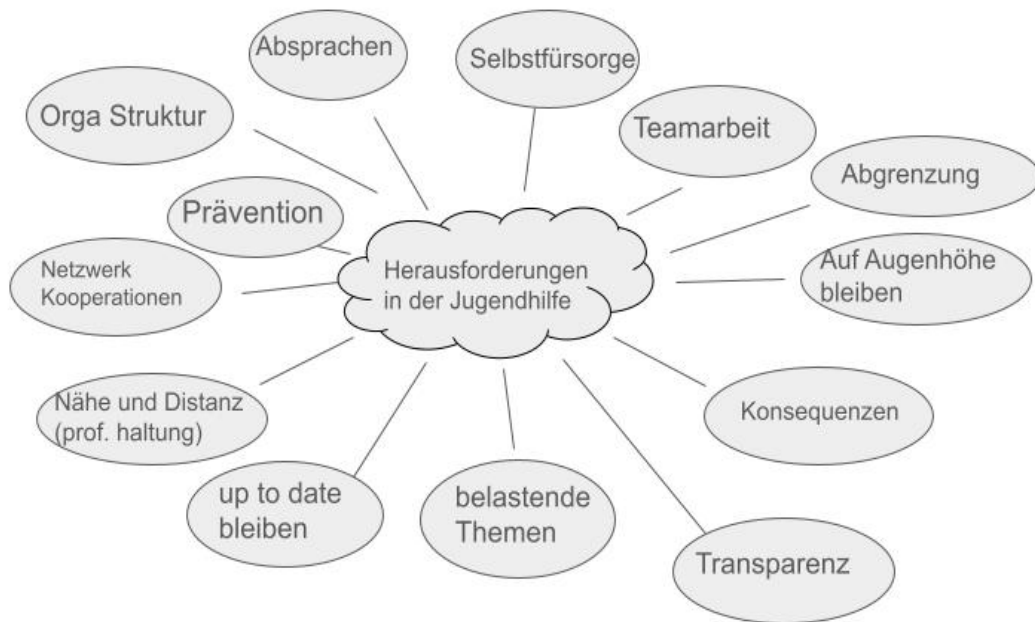 Absprachen
Selbstfürsorge
Orga Struktur
Teamarbeit
Abgrenzung
Prävention
Netzwerk
Kooperationen
Herausforderungen
in der Jugendhilfe
Auf Augenhöhe
bleiben
Nähe und Distanz
(prof. haltung)
Konsequenzen
up to date
bleiben
belastende
Themen
Transparenz